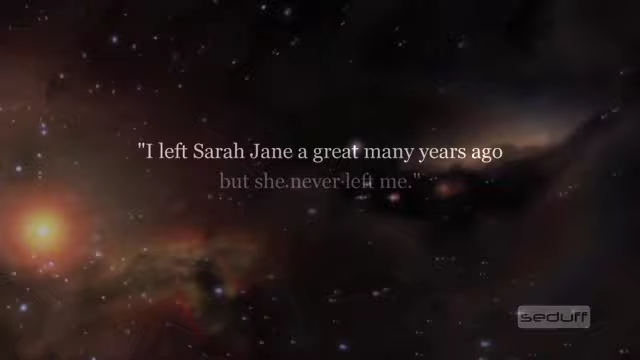 "I left Sarah Jane a great many years ago
but she never left me."
seduff